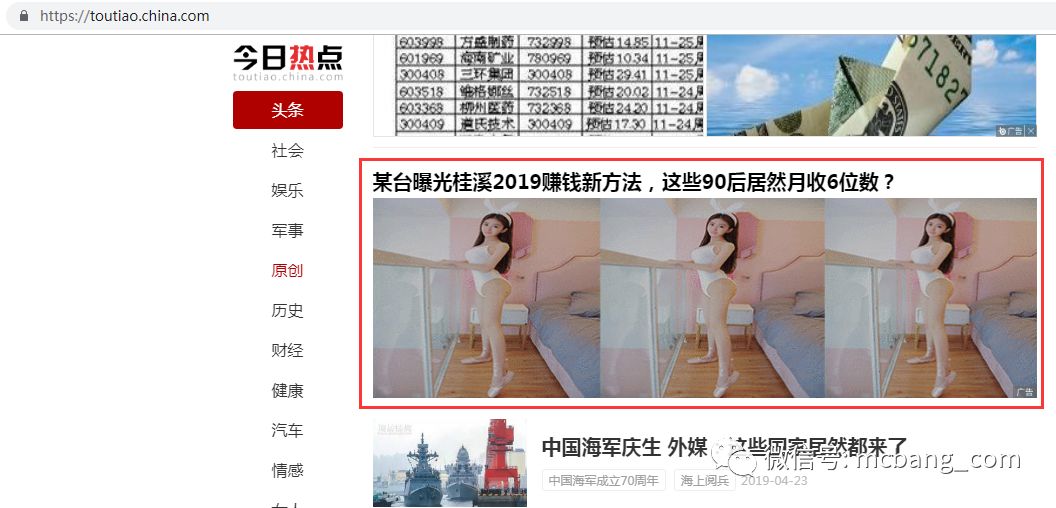 https://toutiao.china.com
今日热点
toutiao.china.com
头条
社会
娱乐
军事
原创
历史
财经
健康
汽车
情感
603998 方盛制药 732998 预估14.85 11-25,周
601969 海南矿业 780969 预估10.34 11-25,周
300408 三环集团 300408 预估29.41 11-25,周
603518 维格娜丝 732518 预估20.02 11-24,周
603368 柳州医药 732368 预估24.20 11-24,周
300409 道氏技术 300409 预估17.30 11-24,周
广告
某台曝光桂溪2019赚钱新方法，这些90后居然月收6位数？
广告
中国海军庆生 外媒：这些国家居然都来了
中国海军成立70周年 海上阅兵 2019-04-23
微信号: mcbang_com